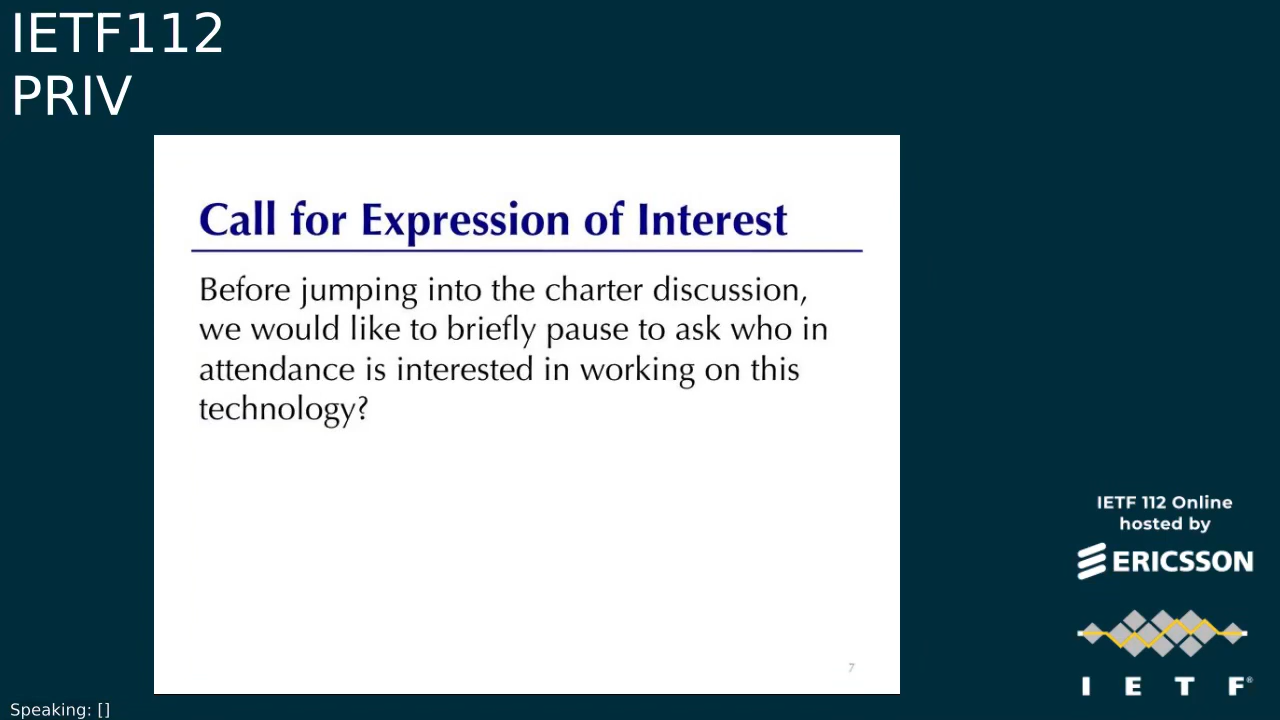 IETF112
PRIV
Call for Expression of Interest
Before jumping into the charter discussion,
we would like to briefly pause to ask who in
attendance is interested in working on this
technology?
7
IETF 112 Online
hosted by
ERICSSON
I E T F®
Speaking: []